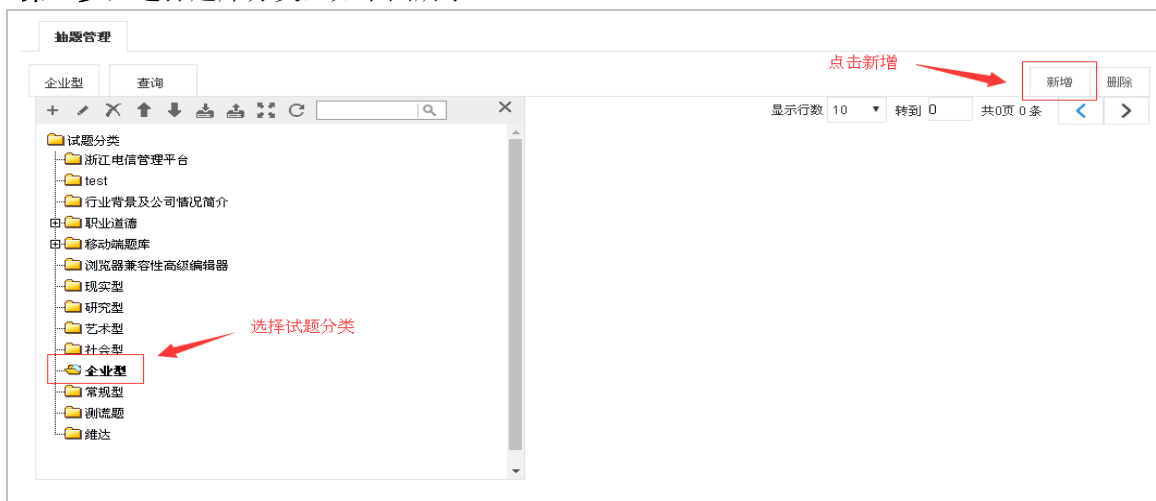 抽题管理
点击新增
企业型 查询 新增 删除
显示行数 10 转到 0 共0页 0 条
试题分类
浙江电信管理平台
test
行业背景及公司情况简介
职业道德
移动端题库
浏览器兼容性高级编辑器
现实型
研究型
艺术型
选择试题分类
社会型
企业型
常规型
测谎题
維达